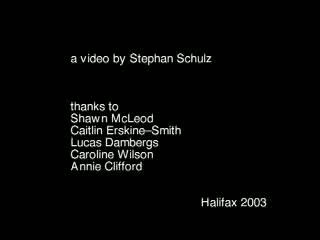 a video by Stephan Schulz
thanks to
Shawn McLeod
Caitlin Erskine–Smith
Lucas Dambergs
Caroline Wilson
Annie Clifford
Halifax 2003